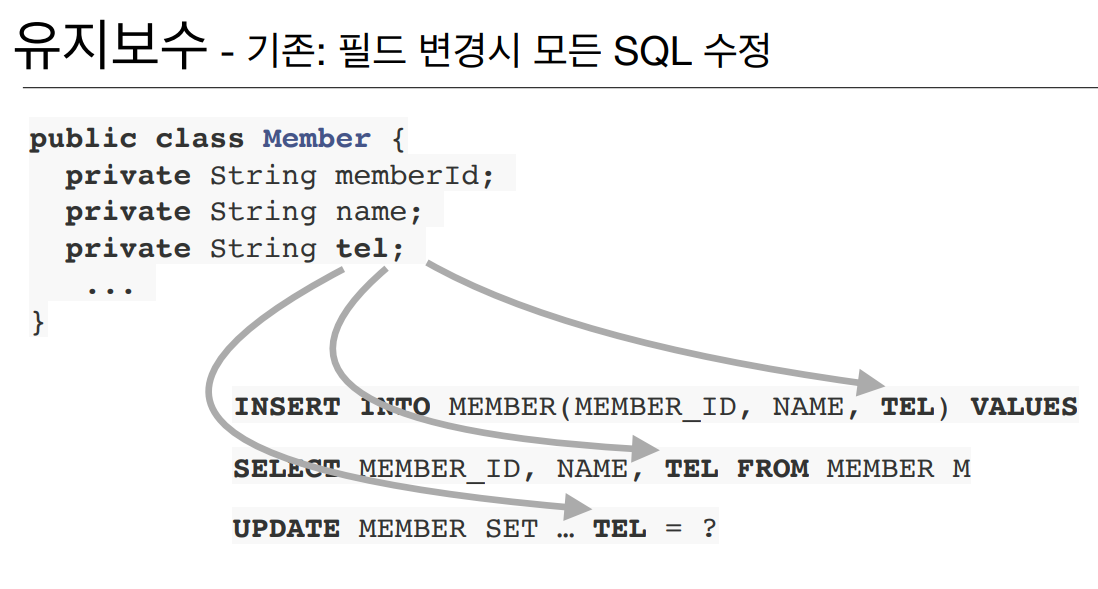 유지보수 - 기존: 필드 변경시 모든 SQL 수정
public class Member {
private String memberId;
private String name;
private String tel;
...
}
INSERT INTO MEMBER(MEMBER_ID, NAME, TEL) VALUES
SELECT MEMBER_ID, NAME, TEL FROM MEMBER M
UPDATE MEMBER SET … TEL = ?